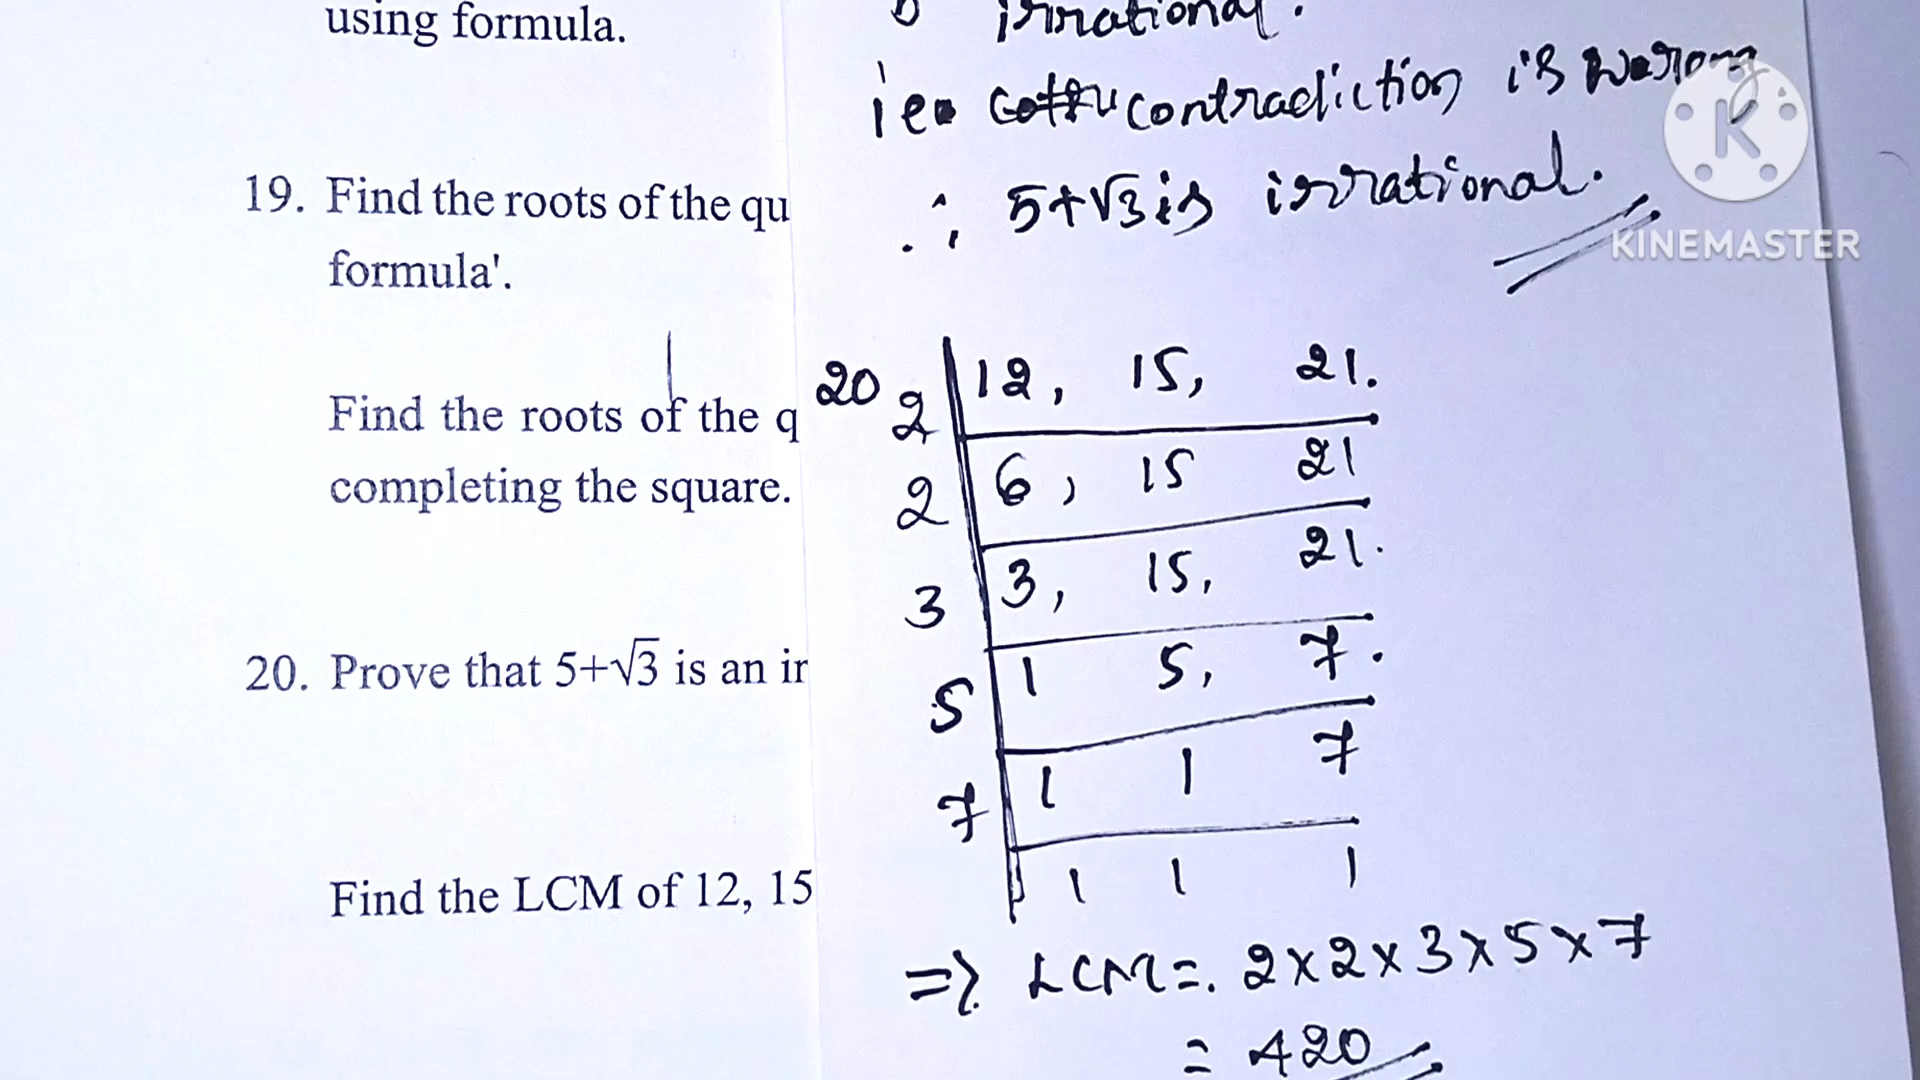 using formula.
19. Find the roots of the qu
formula'.
Find the roots of the q
completing the square.
20. Prove that 5+√3 is an ir
Find the LCM of 12, 15
irrational.
ie contradiction is wrong.
∴ 5+√3 is irrational.
K
KINEMASTER
20
2 | 12, 15, 21.
2 | 6, 15 21
3 | 3, 15, 21.
5 | 1 5, 7.
7 | 1 1 7
1 1 1
=> LCM = 2×2×3×5×7
= 420